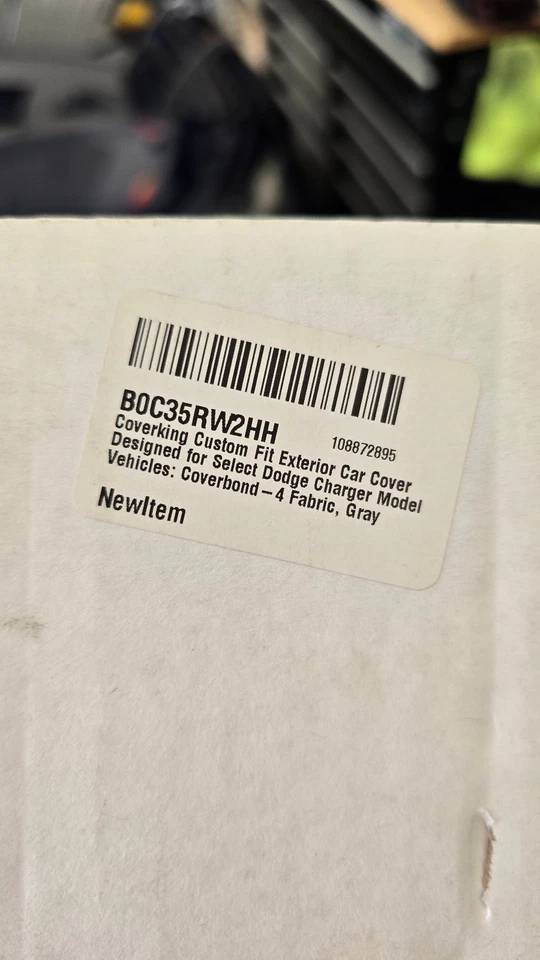 B0C35RW2HH
108872895
Coverking Custom Fit Exterior Car Cover
Designed for Select Dodge Charger Model
Vehicles: Coverbond–4 Fabric, Gray
NewItem